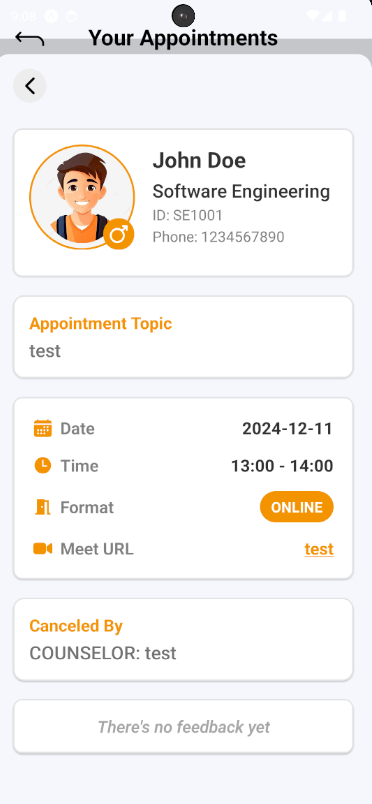 9:06
Your Appointments
John Doe
Software Engineering
ID: SE1001
Phone: 1234567890
Appointment Topic
test
Date 2024-12-11
Time 13:00 - 14:00
Format ONLINE
Meet URL test
Canceled By
COUNSELOR: test
There's no feedback yet